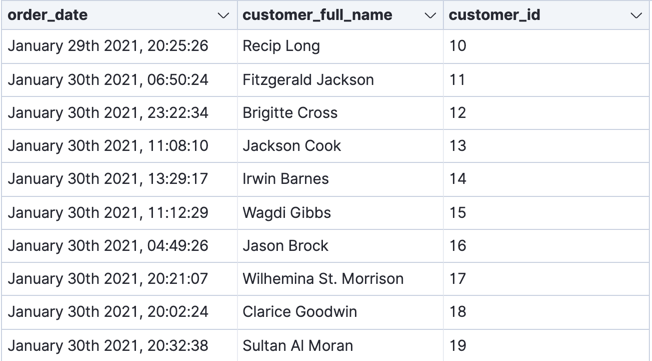 order_date customer_full_name customer_id
January 29th 2021, 20:25:26 Recip Long 10
January 30th 2021, 06:50:24 Fitzgerald Jackson 11
January 30th 2021, 23:22:34 Brigitte Cross 12
January 30th 2021, 11:08:10 Jackson Cook 13
January 30th 2021, 13:29:17 Irwin Barnes 14
January 30th 2021, 11:12:29 Wagdi Gibbs 15
January 30th 2021, 04:49:26 Jason Brock 16
January 30th 2021, 20:21:07 Wilhemina St. Morrison 17
January 30th 2021, 20:02:24 Clarice Goodwin 18
January 30th 2021, 20:32:38 Sultan Al Moran 19